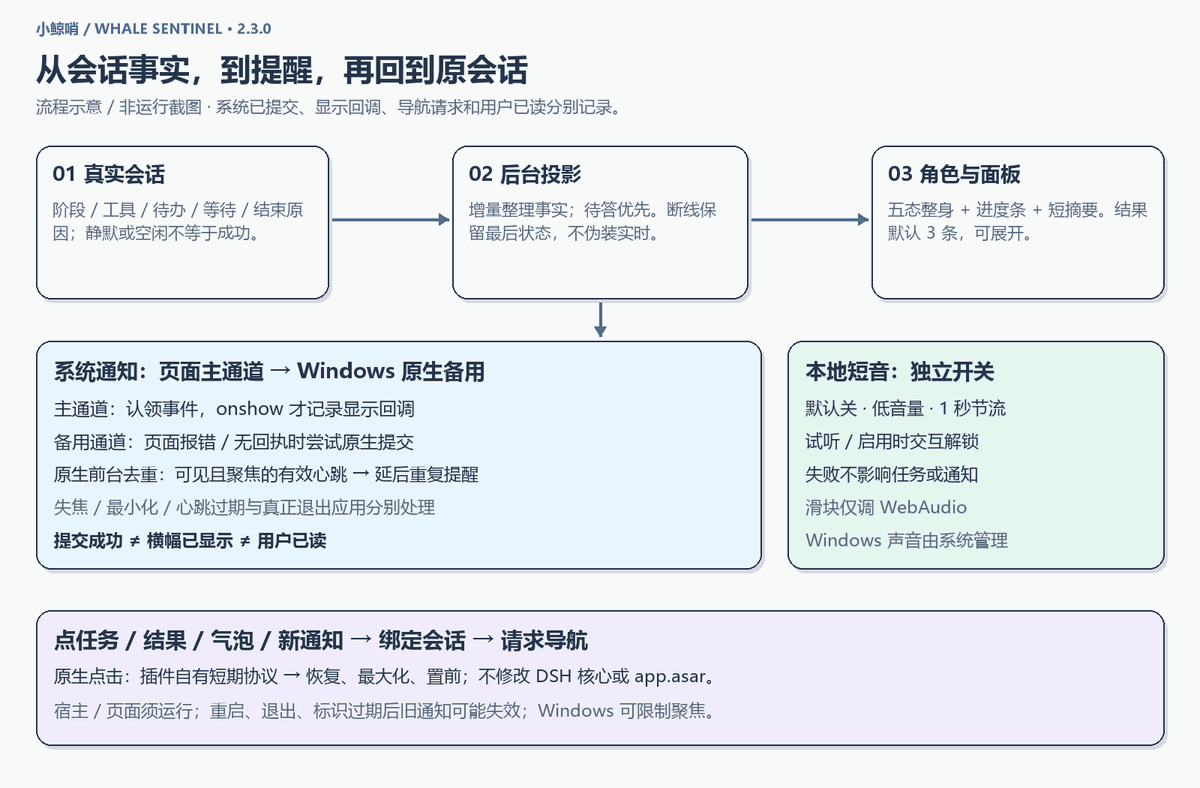 小鲸哨 / WHALE SENTINEL • 2.3.0
从会话事实，到提醒，再回到原会话
流程示意 / 非运行截图 · 系统已提交、显示回调、导航请求和用户已读分别记录。
01 真实会话
阶段 / 工具 / 待办 / 等待 / 结束原
因；静默或空闲不等于成功。
02 后台投影
增量整理事实；待答优先。断线保
留最后状态，不伪装实时。
03 角色与面板
五态整身 + 进度条 + 短摘要。结果
默认 3 条，可展开。
系统通知：页面主通道 → Windows 原生备用
主通道：认领事件，onshow 才记录显示回调
备用通道：页面报错 / 无回执时尝试原生提交
原生前台去重：可见且聚焦的有效心跳 → 延后重复提醒
失焦 / 最小化 / 心跳过期与真正退出应用分别处理
提交成功 ≠ 横幅已显示 ≠ 用户已读
本地短音：独立开关
默认关 · 低音量 · 1 秒节流
试听 / 启用时交互解锁
失败不影响任务或通知
滑块仅调 WebAudio
Windows 声音由系统管理
点任务 / 结果 / 气泡 / 新通知 → 绑定会话 → 请求导航
原生点击：插件自有短期协议 → 恢复、最大化、置前；不修改 DSH 核心或 app.asar。
宿主 / 页面须运行；重启、退出、标识过期后旧通知可能失效；Windows 可限制聚焦。